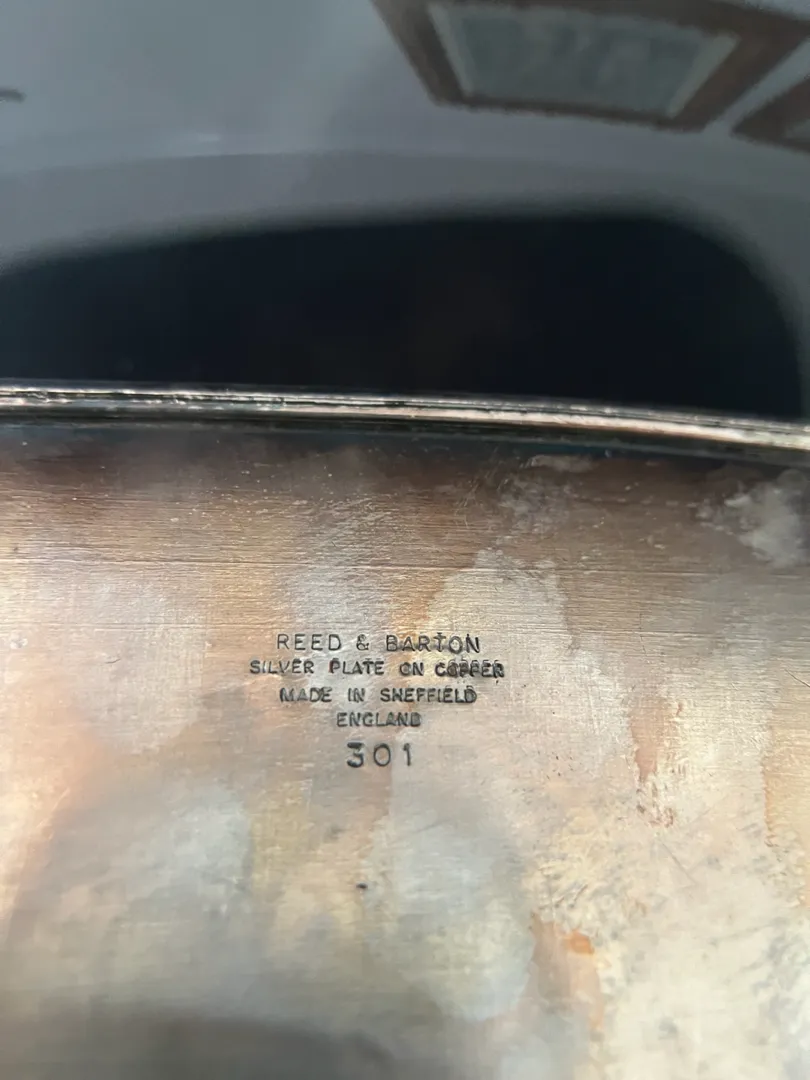 REED & BARTON
SILVER PLATE ON COPPER
MADE IN SHEFFIELD
ENGLAND
301